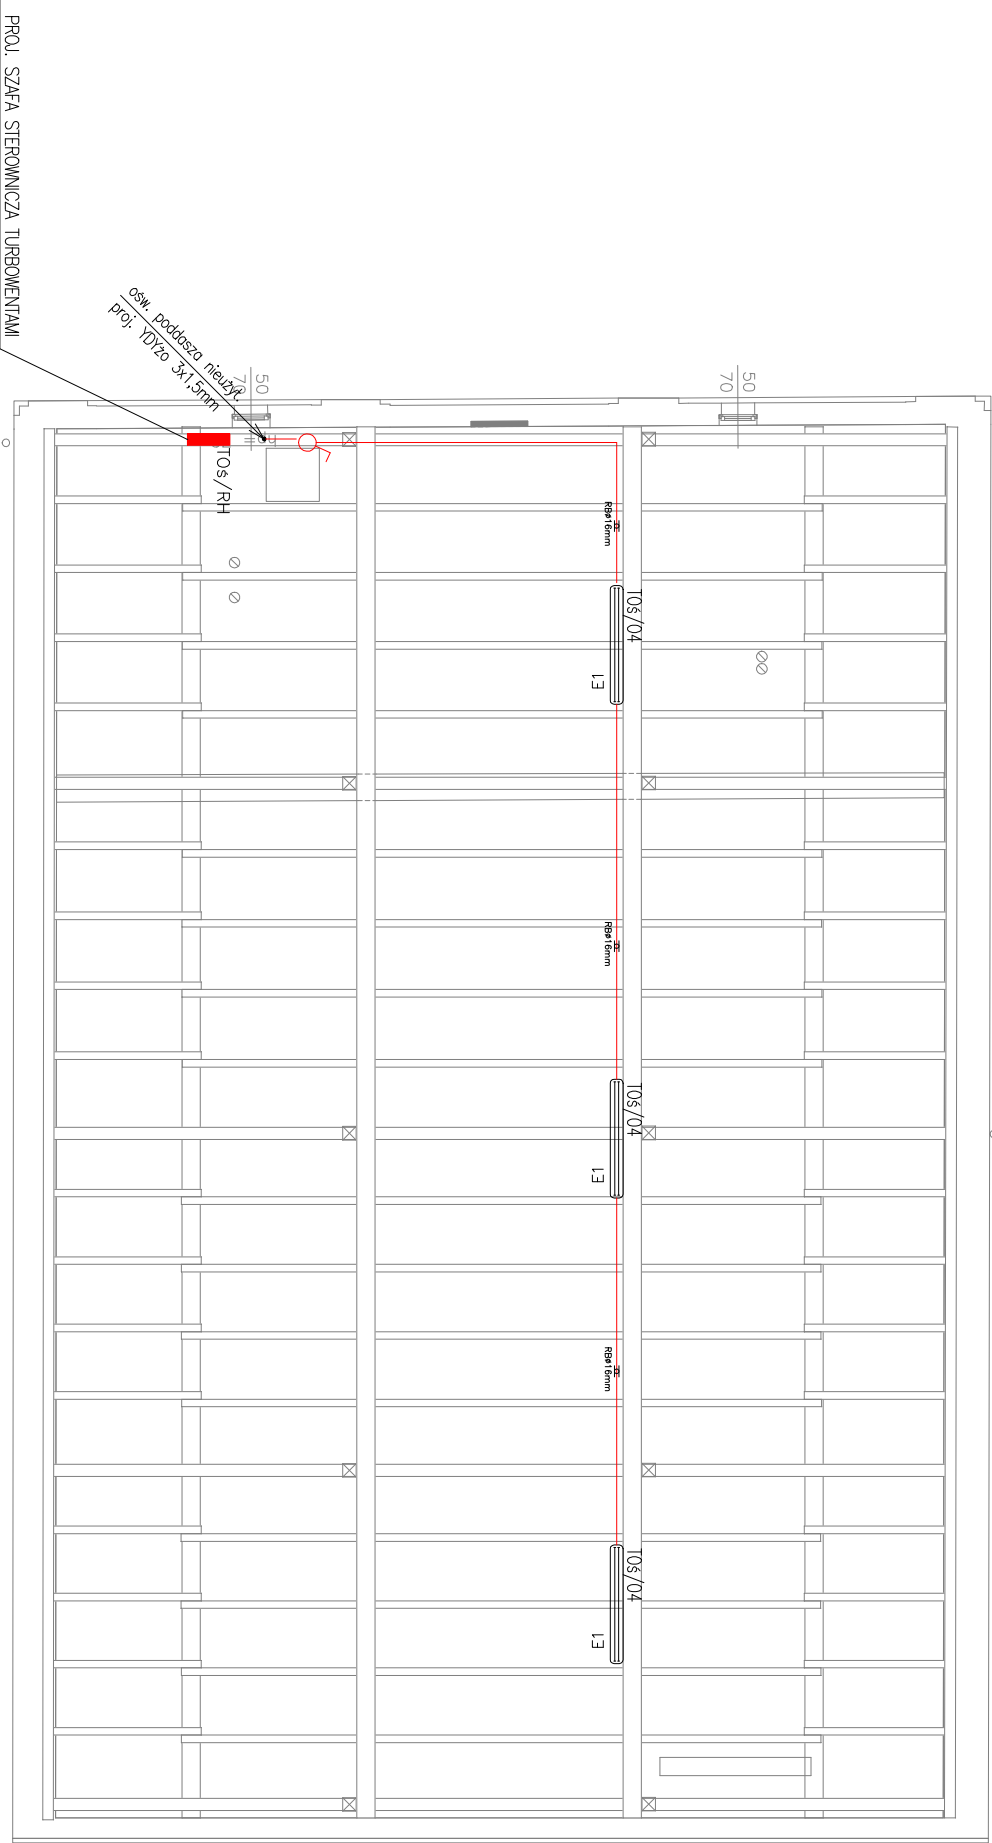 PROJ. SZAFA STEROWNICZA TURBOWENTAMI
ośw. poddasza nieużyt.
proj. YDYżo 3x1,5mm
50
70
50
70
TOś/RH
RBø16mm
TOś/04
E1
RBø16mm
TOś/04
E1
RBø16mm
TOś/04
E1